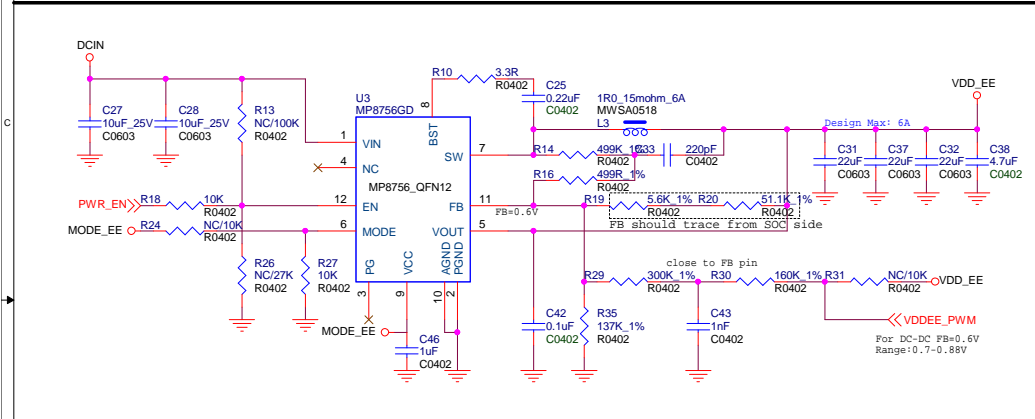 DCIN
C
C27
10uF_25V
C0603
C28
10uF_25V
C0603
R13
NC/100K
R0402
R10
3.3R
R0402
C25
0.22uF
C0402
1R0_15mohm_6A
MWSA0518
L3
VDD_EE
Design Max: 6A
U3
MP8756GD
8
BST
1
VIN
4
NC
SW
7
MP8756_QFN12
12
EN
FB
11
6
MODE
VOUT
5
PG
VCC
AGND
PGND
3
9
10
2
R14
499K_1%
R0402
C33
220pF
C0402
R16
499R_1%
R0402
C31
22uF
C0603
C37
22uF
C0603
C32
22uF
C0603
C38
4.7uF
C0402
PWR_EN
R18
10K
R0402
MODE_EE
R24
NC/10K
R0402
FB=0.6V
R19
5.6K_1%
R0402
R20
51.1K_1%
R0402
FB should trace from SOC side
R26
NC/27K
R0402
R27
10K
R0402
close to FB pin
R29
300K_1%
R0402
R30
160K_1%
R0402
R31
NC/10K
R0402
VDD_EE
MODE_EE
C46
1uF
C0402
C42
0.1uF
C0402
R35
137K_1%
R0402
C43
1nF
C0402
VDDEE_PWM
For DC-DC FB=0.6V
Range:0.7-0.88V